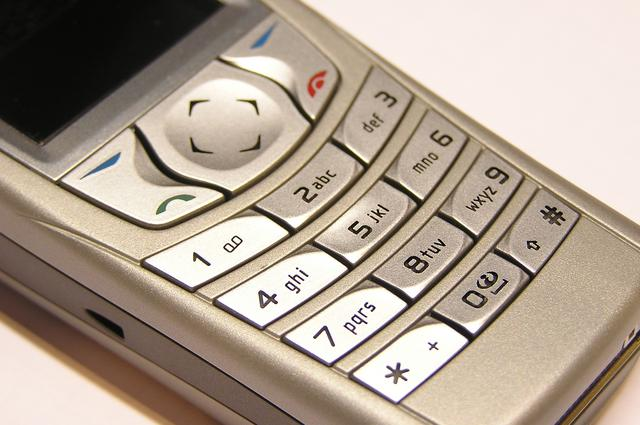 1 2 abc def 3
4 ghi 5 jkl mno 6
7 pqrs 8 tuv wxyz 9
* + 0 #